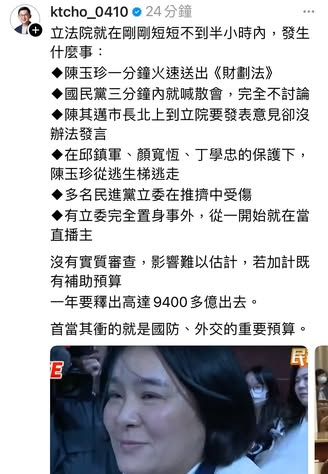 ktcho_0410 24分鐘
立法院就在剛剛短短不到半小時內，發生
什麼事：
◆陳玉珍一分鐘火速送出《財劃法》
◆國民黨三分鐘內就喊散會，完全不討論
◆陳其邁市長北上到立院要發表意見卻沒
辦法發言
◆在邱鎮軍、顏寬恆、丁學忠的保護下，
陳玉珍從逃生梯逃走
◆多名民進黨立委在推擠中受傷
◆有立委完全置身事外，從一開始就在當
直播主
沒有實質審查，影響難以估計，若加計既
有補助預算
一年要釋出高達 9400 多億出去。
首當其衝的就是國防、外交的重要預算。